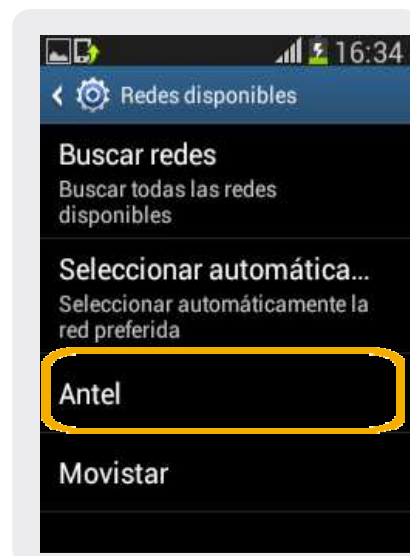 16:34
Redes disponibles
Buscar redes
Buscar todas las redes
disponibles
Seleccionar automática...
Seleccionar automáticamente la
red preferida
Antel
Movistar